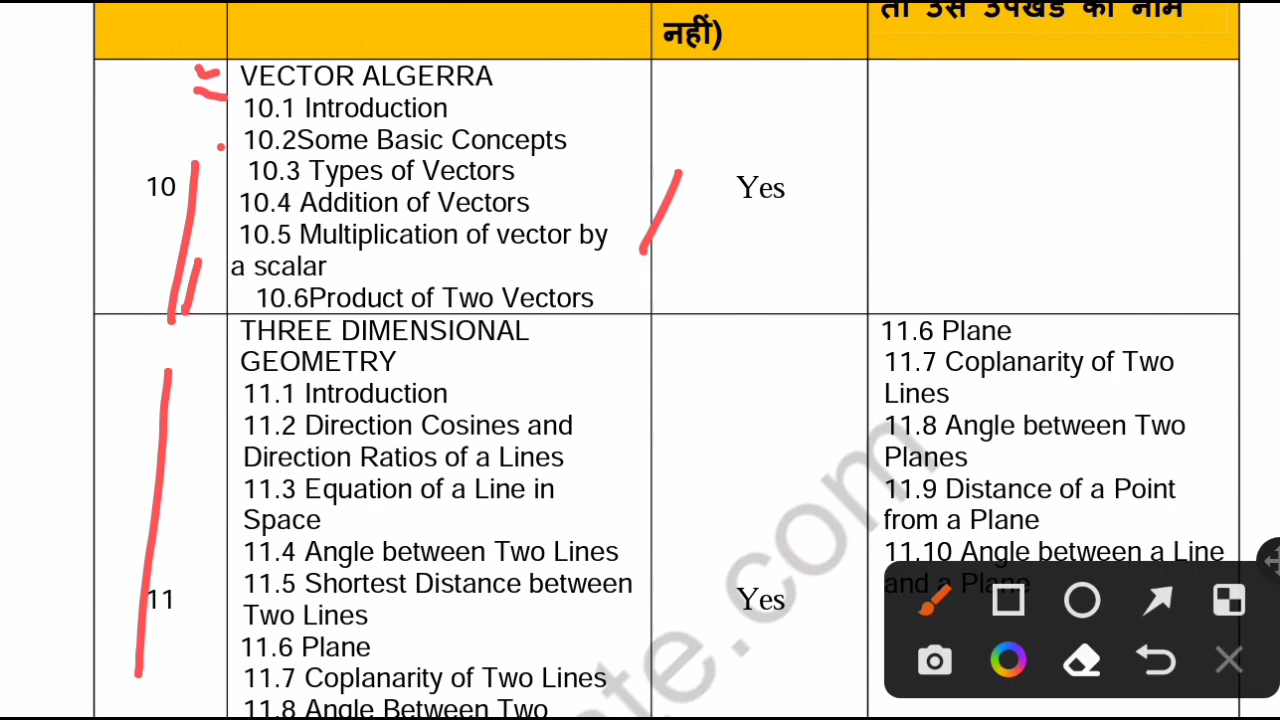 नहीं)
VECTOR ALGERRA
10.1 Introduction
10.2Some Basic Concepts
10.3 Types of Vectors
10
Yes
10.4 Addition of Vectors
10.5 Multiplication of vector by
a scalar
10.6Product of Two Vectors
THREE DIMENSIONAL
GEOMETRY
11.1 Introduction
11.2 Direction Cosines and
Direction Ratios of a Lines
11.3 Equation of a Line in
Space
11.4 Angle between Two Lines
11.5 Shortest Distance between
Two Lines
11.6 Plane
11.7 Coplanarity of Two Lines
11.8 Angle Between Two
11
Yes
11.6 Plane
11.7 Coplanarity of Two
Lines
11.8 Angle between Two
Planes
11.9 Distance of a Point
from a Plane
11.10 Angle between a Line
and a Plane
te.com